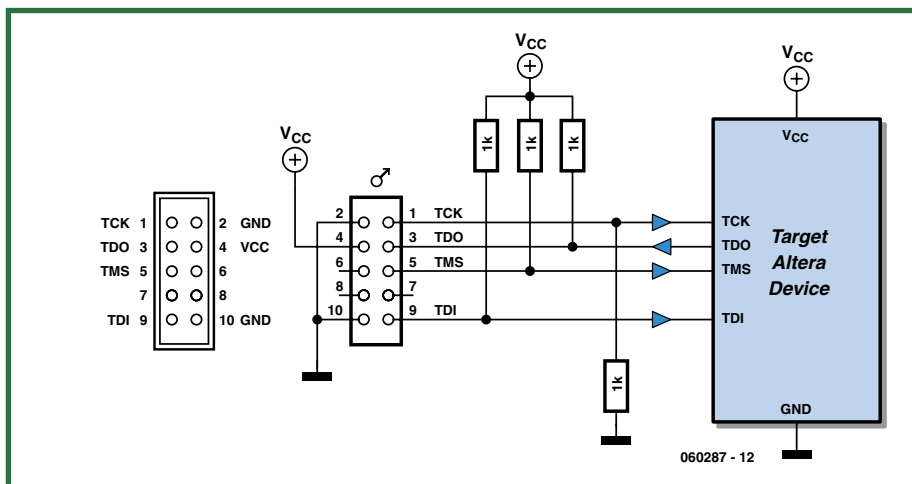 VCC
VCC
VCC
1k
1k
1k
VCC
TCK 1 2 GND
TDO 3 4 VCC
TMS 5 6
7 8
TDI 9 10 GND
2 1 TCK
4 3 TDO
6 5 TMS
8 7
10 9 TDI
1k
TCK
TDO
TMS
TDI
Target
Altera
Device
GND
060287 - 12